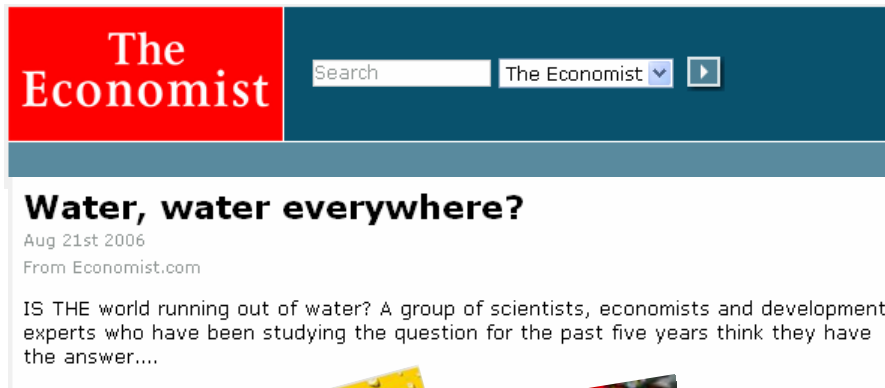 The
Economist
Search
The Economist
Water, water everywhere?
Aug 21st 2006
From Economist.com
IS THE world running out of water? A group of scientists, economists and development
experts who have been studying the question for the past five years think they have
the answer....